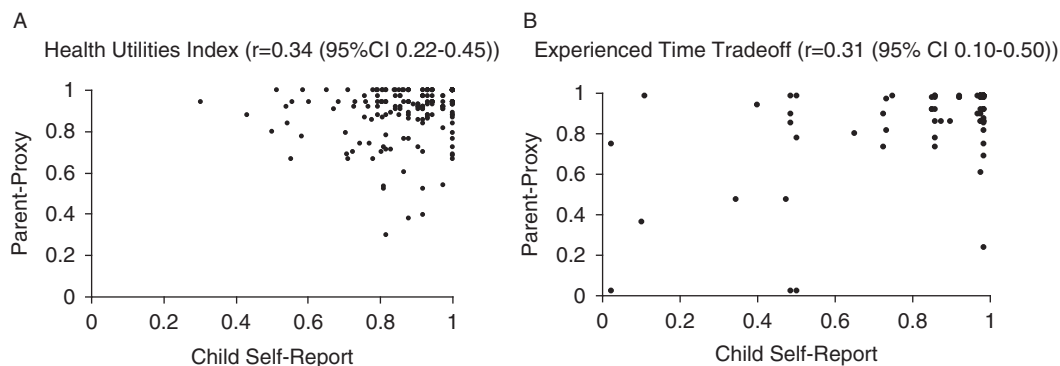 A
Health Utilities Index (r=0.34 (95%CI 0.22-0.45))
1
0.8
0.6
0.4
0.2
0
Parent-Proxy
0 0.2 0.4 0.6 0.8 1
Child Self-Report
B
Experienced Time Tradeoff (r=0.31 (95% CI 0.10-0.50))
1
0.8
0.6
0.4
0.2
0
Parent-Proxy
0 0.2 0.4 0.6 0.8 1
Child Self-Report